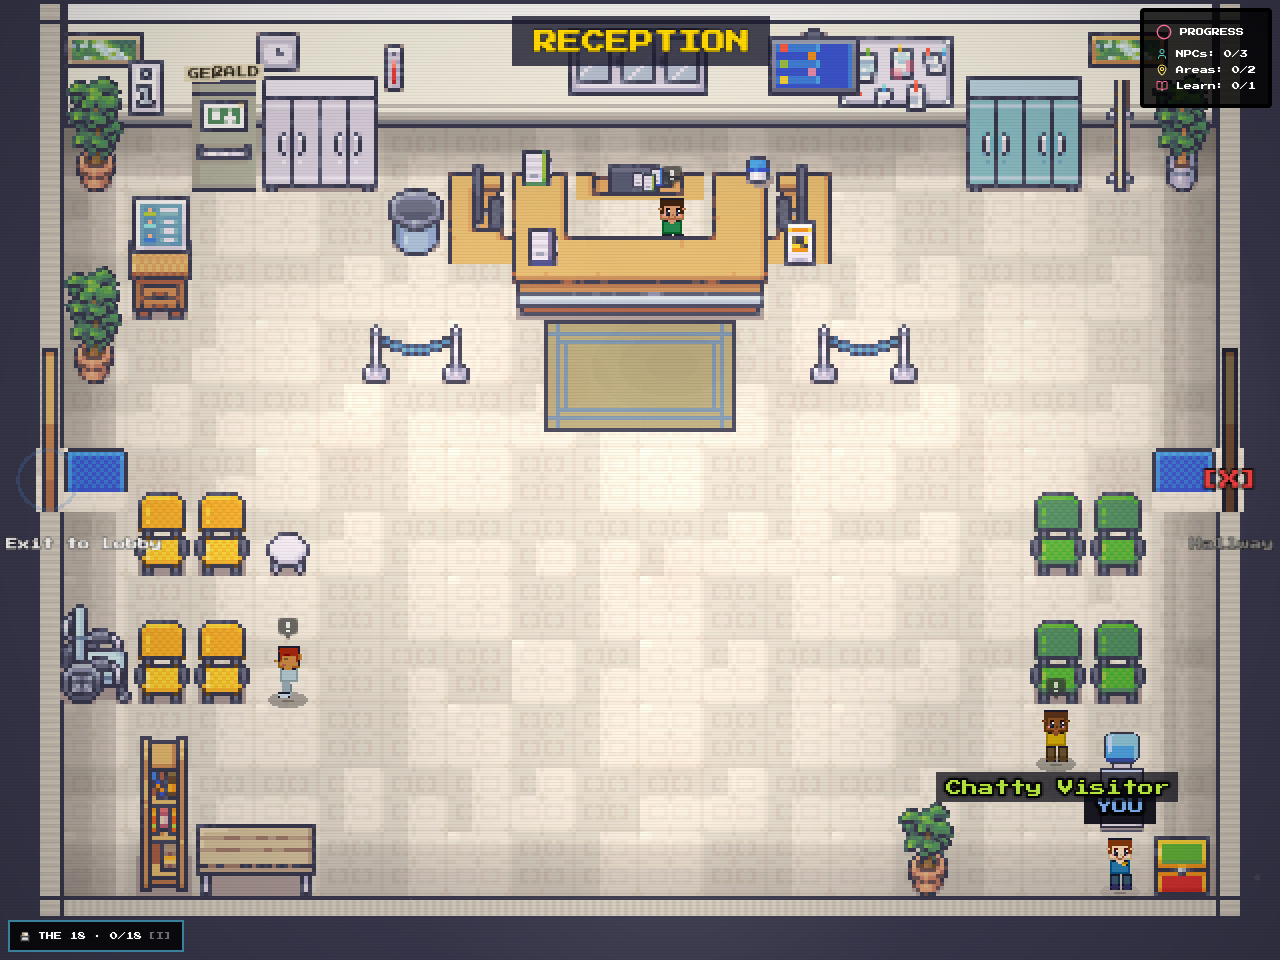 RECEPTION
PROGRESS
NPCs: 0/3
Areas: 0/2
Learn: 0/1
GERALD
[X]
Exit to Lobby
Hallway
Chatty Visitor
YOU
THE 18 · 0/18 [I]